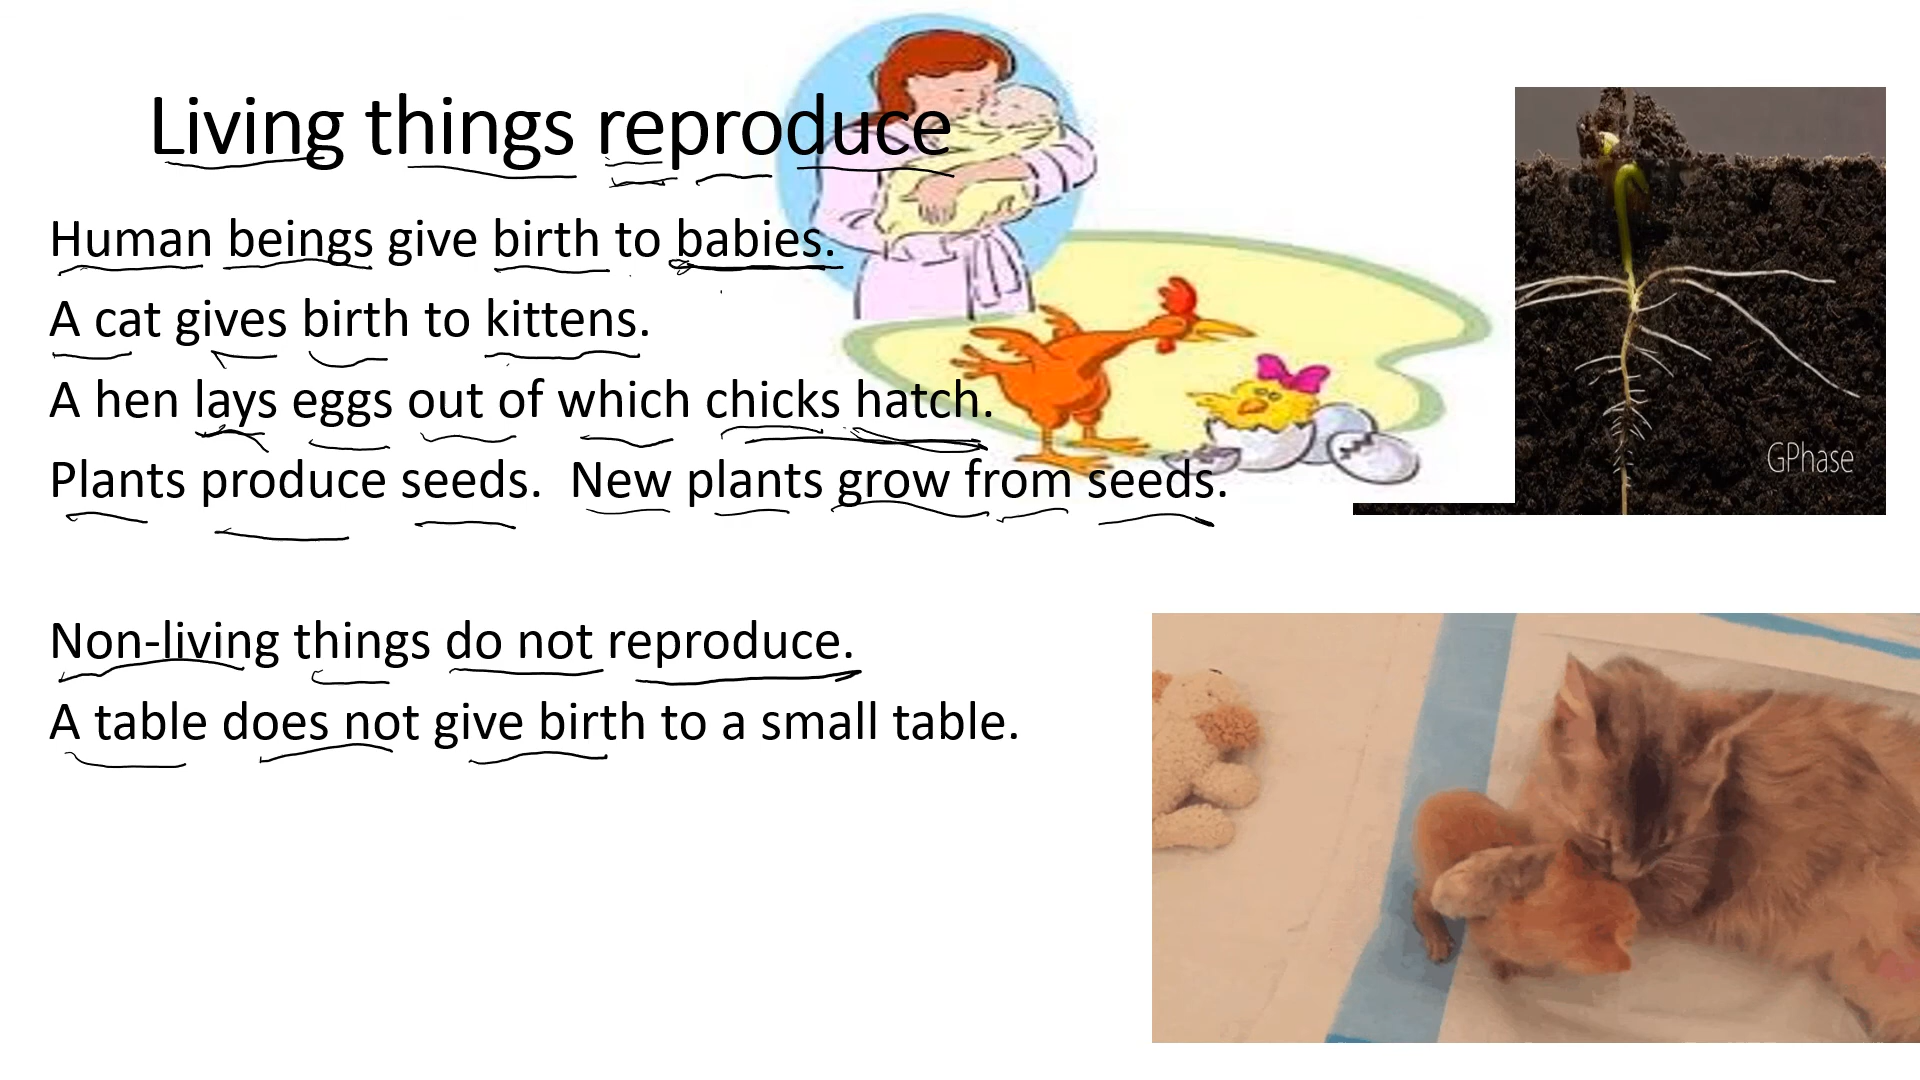 Living things reproduce
Human beings give birth to babies.
A cat gives birth to kittens.
A hen lays eggs out of which chicks hatch.
Plants produce seeds.  New plants grow from seeds.
GPhase
Non-living things do not reproduce.
A table does not give birth to a small table.